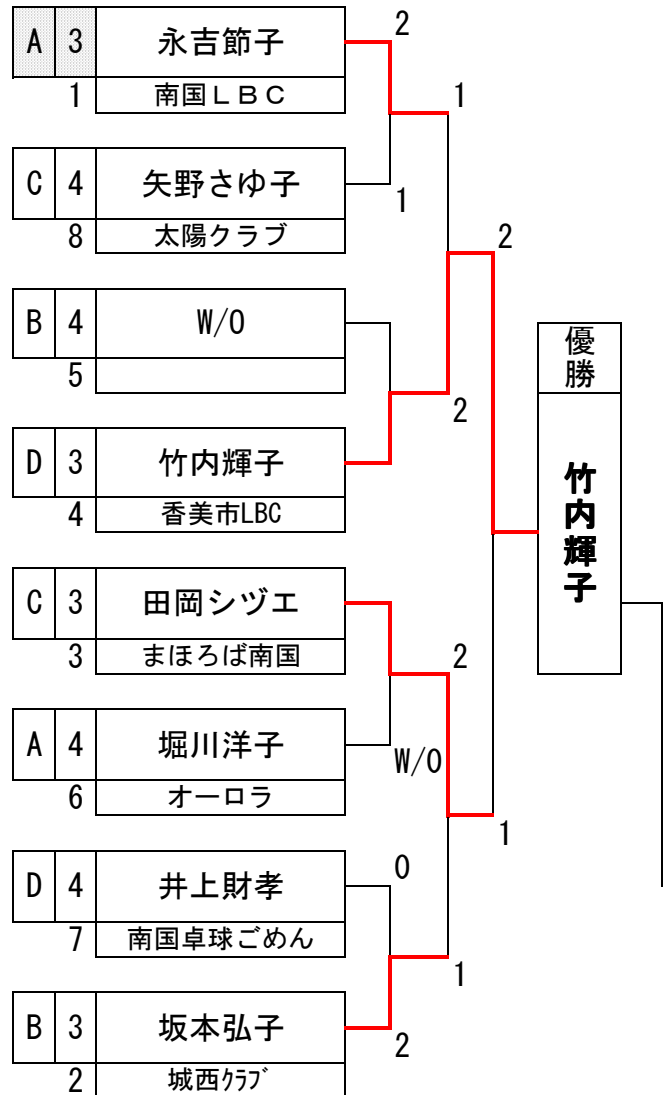 A 3 永吉節子 2
1 南国ＬＢＣ 1
C 4 矢野さゆ子 1
8 太陽クラブ 2
B 4 W/O
5 2
D 3 竹内輝子
4 香美市LBC
優勝
竹内輝子
C 3 田岡シヅエ
3 まほろば南国 2
A 4 堀川洋子 W/O
6 オーロラ 1
D 4 井上財孝 0
7 南国卓球ごめん 1
B 3 坂本弘子 2
2 城西ｸﾗﾌﾞ